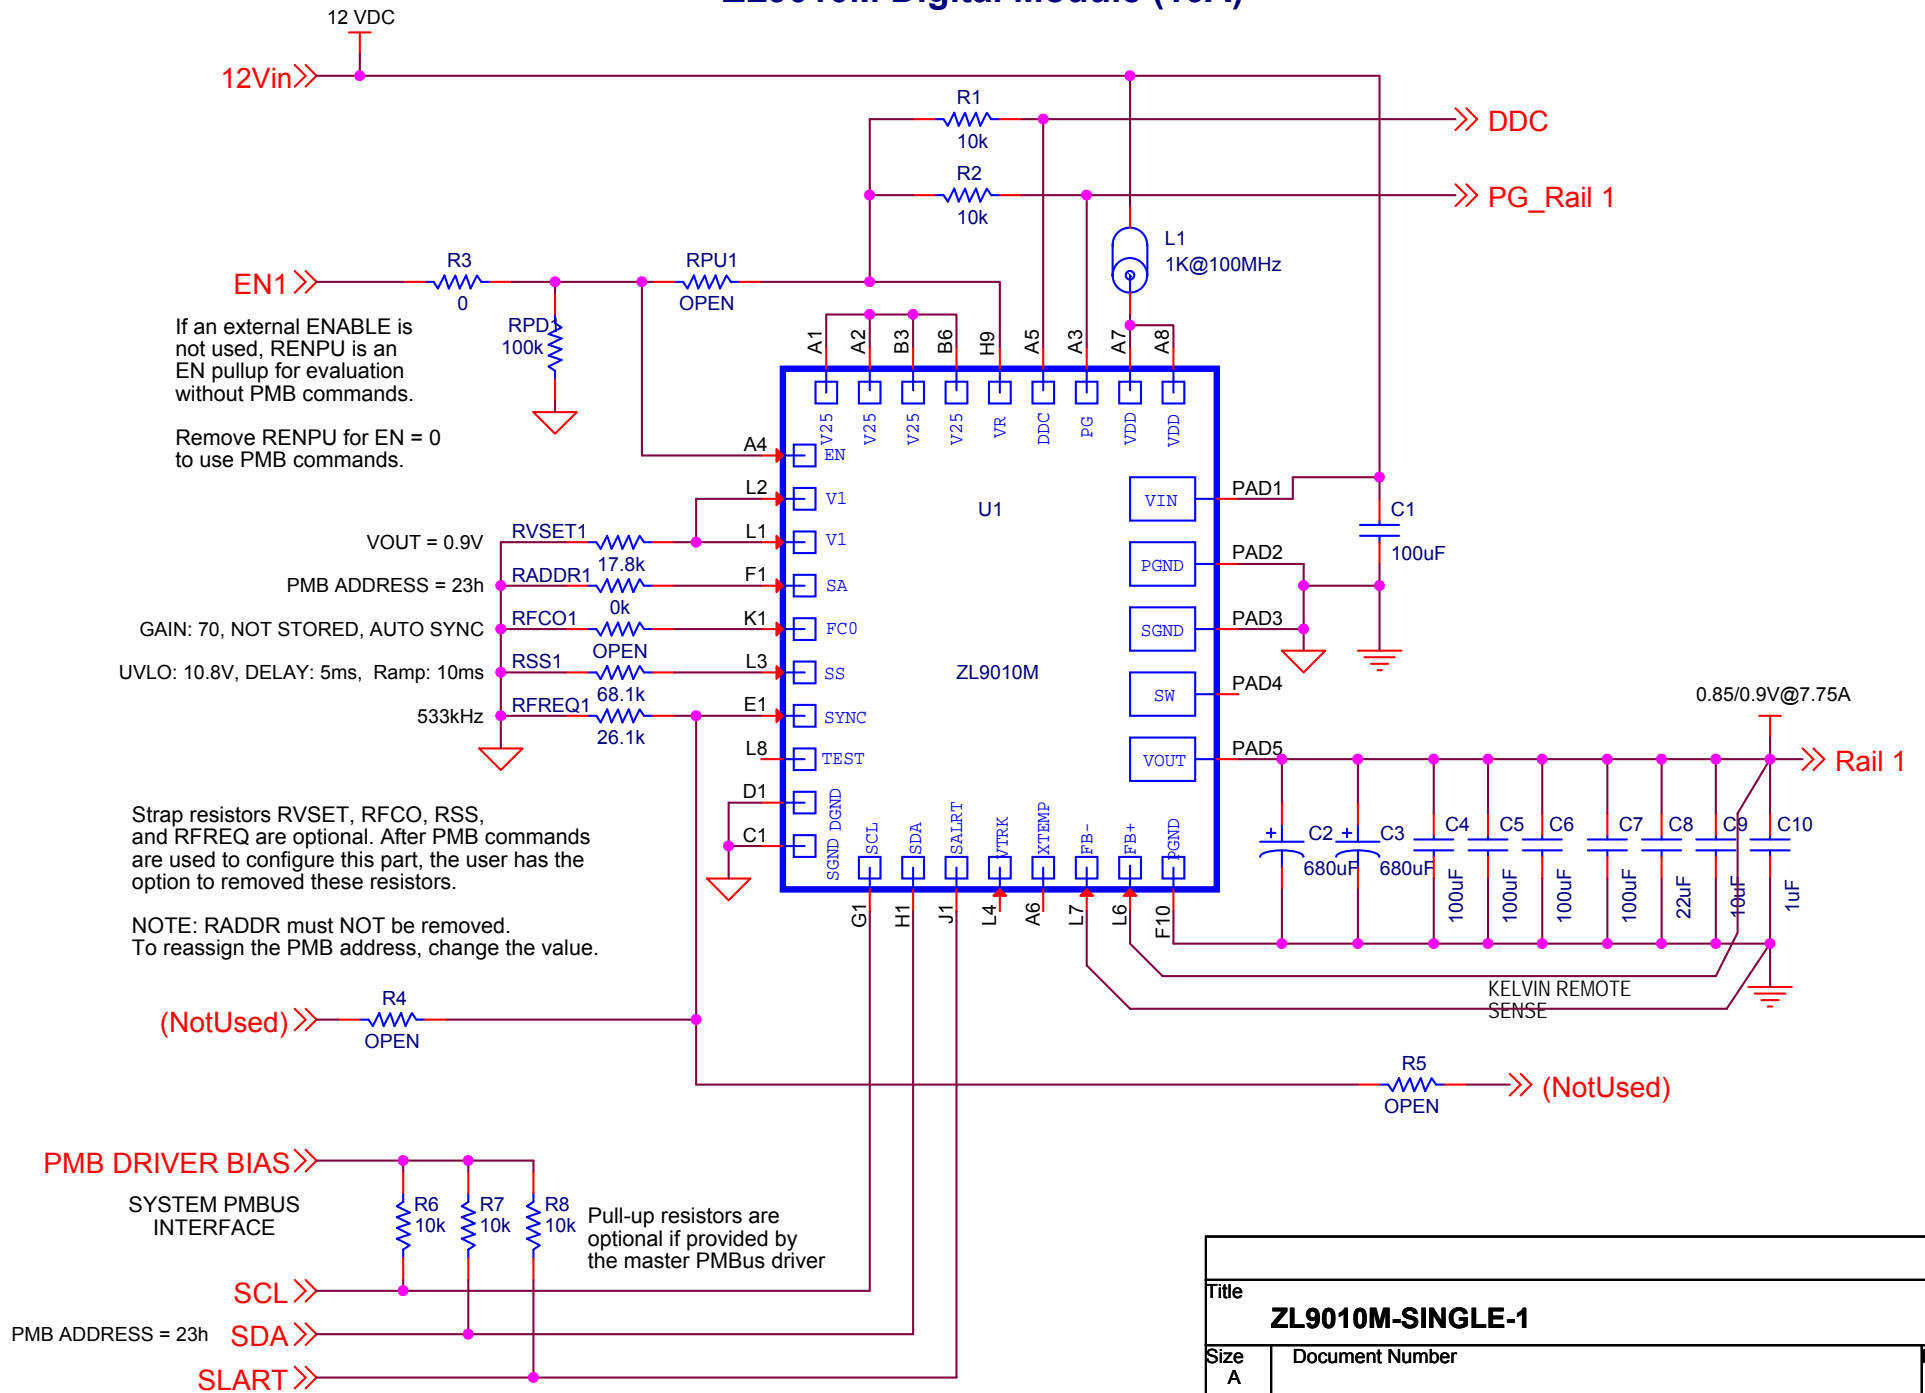 ZL9010M Digital Module (10A)
12 VDC
12Vin
R1
10k
DDC
R2
10k
PG_Rail 1
L1
1K@100MHz
EN1
R3
0
RPU1
OPEN
RPD1
100k
If an external ENABLE is
not used, RENPU is an
EN pullup for evaluation
without PMB commands.
Remove RENPU for EN = 0
to use PMB commands.
A1
A2
B3
B6
H9
A5
A3
A7
A8
V25
V25
V25
V25
VR
DDC
PG
VDD
VDD
A4
EN
L2
V1
L1
V1
F1
SA
K1
FC0
L3
SS
E1
SYNC
L8
TEST
D1
DGND
C1
SGND
U1
ZL9010M
VIN
PAD1
PGND
PAD2
SGND
PAD3
SW
PAD4
VOUT
PAD5
C1
100uF
VOUT = 0.9V
RVSET1
17.8k
PMB ADDRESS = 23h
RADDR1
0k
GAIN: 70, NOT STORED, AUTO SYNC
RFCO1
OPEN
UVLO: 10.8V, DELAY: 5ms, Ramp: 10ms
RSS1
68.1k
533kHz
RFREQ1
26.1k
0.85/0.9V@7.75A
Rail 1
Strap resistors RVSET, RFCO, RSS,
and RFREQ are optional. After PMB commands
are used to configure this part, the user has the
option to removed these resistors.
NOTE: RADDR must NOT be removed.
To reassign the PMB address, change the value.
SCL
SDA
SALRT
VTRK
XTEMP
FB-
FB+
PGND
G1
H1
J1
L4
A6
L7
L6
F10
+
C2
680uF
+
C3
680uF
C4
100uF
C5
100uF
C6
100uF
C7
100uF
C8
22uF
C9
10uF
C10
1uF
KELVIN REMOTE
SENSE
(NotUsed)
R4
OPEN
R5
OPEN
(NotUsed)
PMB DRIVER BIAS
SYSTEM PMBUS
INTERFACE
R6
10k
R7
10k
R8
10k
Pull-up resistors are
optional if provided by
the master PMBus driver
SCL
PMB ADDRESS = 23h
SDA
SLART
Title
ZL9010M-SINGLE-1
Size
A
Document Number